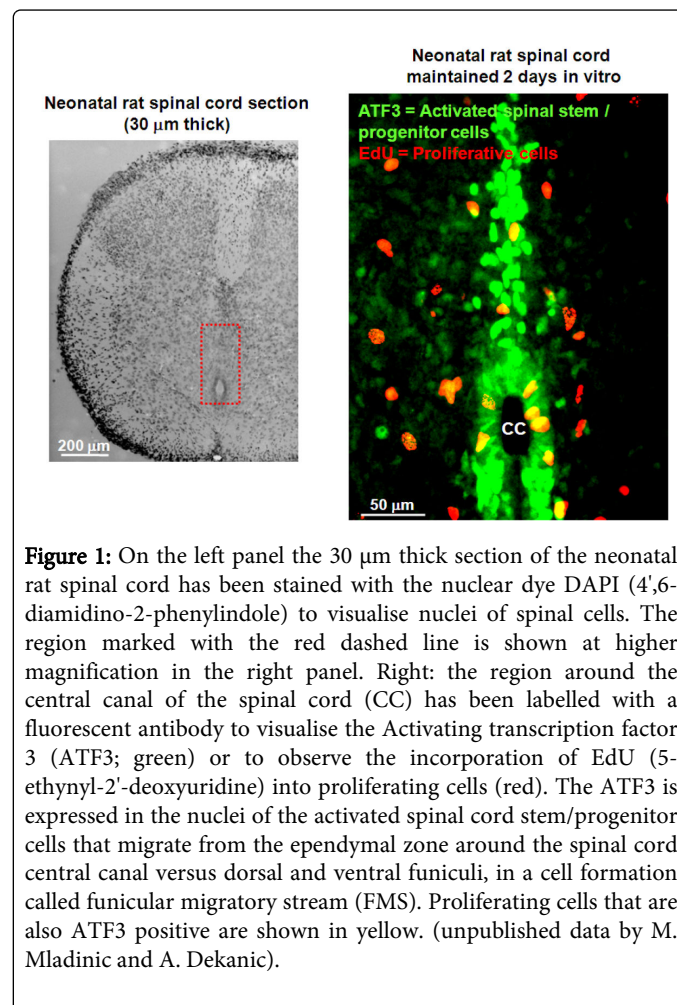 Neonatal rat spinal cord
maintained 2 days in vitro
Neonatal rat spinal cord section
(30 μm thick)
ATF3 = Activated spinal stem /
progenitor cells
EdU = Proliferative cells
CC
200 μm
50 μm
Figure 1: On the left panel the 30 μm thick section of the neonatal
rat spinal cord has been stained with the nuclear dye DAPI (4',6-
diamidino-2-phenylindole) to visualise nuclei of spinal cells. The
region marked with the red dashed line is shown at higher
magnification in the right panel. Right: the region around the
central canal of the spinal cord (CC) has been labelled with a
fluorescent antibody to visualise the Activating transcription factor
3 (ATF3; green) or to observe the incorporation of EdU (5-
ethynyl-2'-deoxyuridine) into proliferating cells (red). The ATF3 is
expressed in the nuclei of the activated spinal cord stem/progenitor
cells that migrate from the ependymal zone around the spinal cord
central canal versus dorsal and ventral funiculi, in a cell formation
called funicular migratory stream (FMS). Proliferating cells that are
also ATF3 positive are shown in yellow. (unpublished data by M.
Mladinic and A. Dekanic).